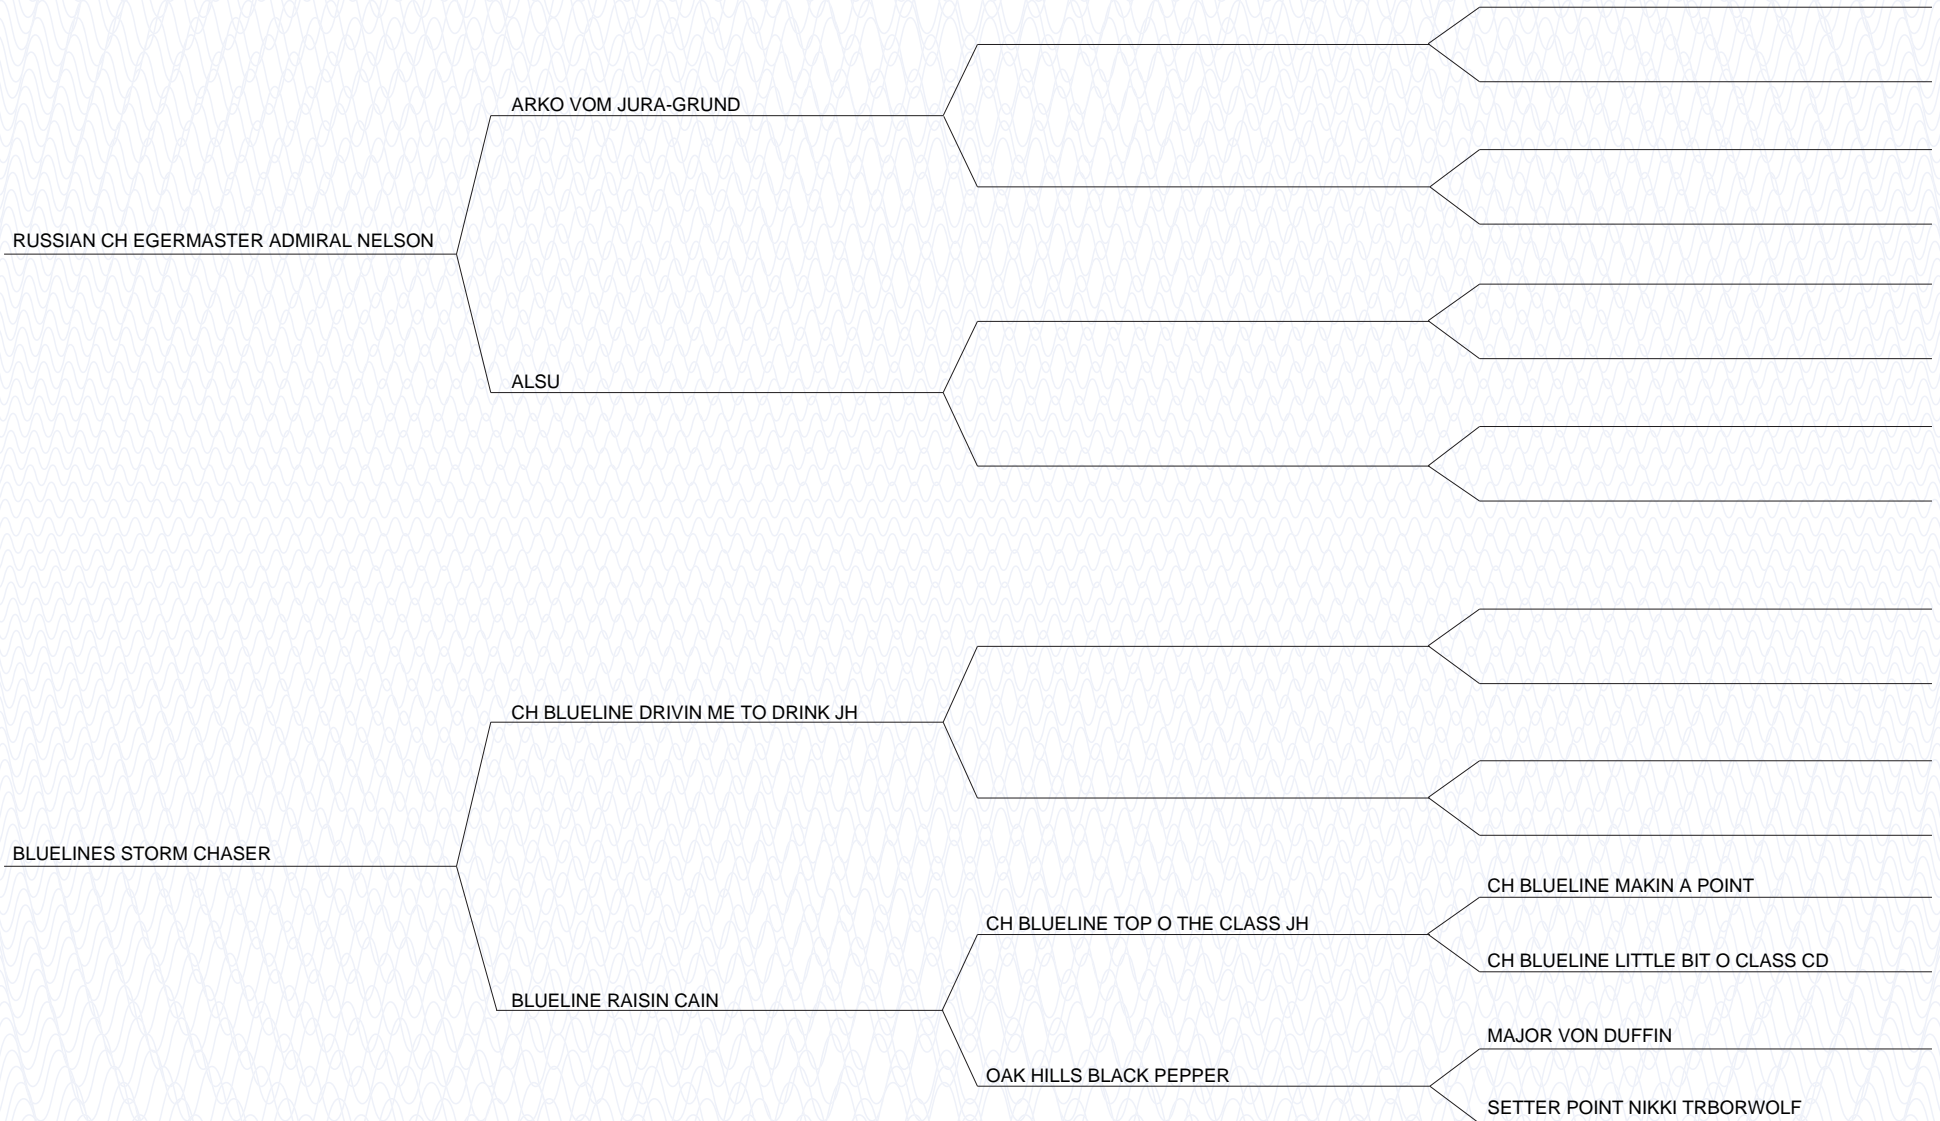 ARKO VOM JURA-GRUND
RUSSIAN CH EGERMASTER ADMIRAL NELSON
ALSU
CH BLUELINE DRIVIN ME TO DRINK JH
BLUELINES STORM CHASER
CH BLUELINE MAKIN A POINT
CH BLUELINE TOP O THE CLASS JH
CH BLUELINE LITTLE BIT O CLASS CD
BLUELINE RAISIN CAIN
MAJOR VON DUFFIN
OAK HILLS BLACK PEPPER
SETTER POINT NIKKI TRBORWOLF